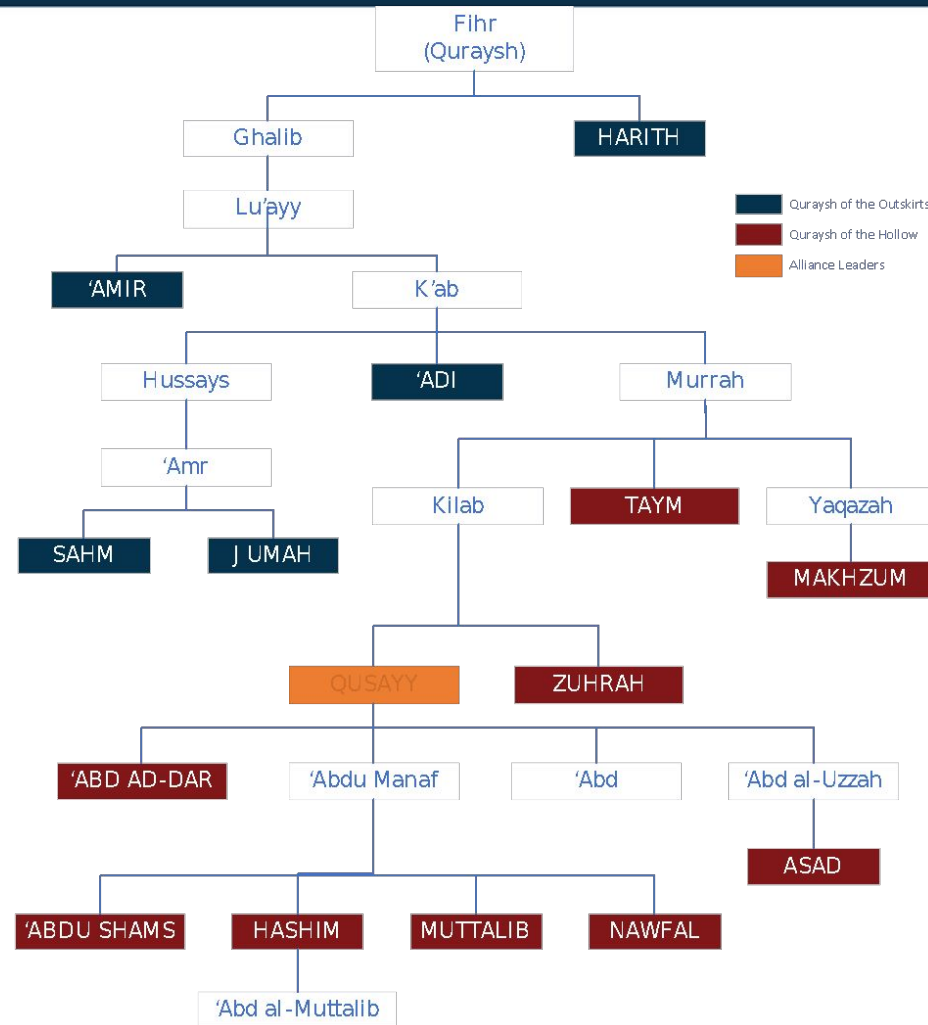 Fihr
(Quraysh)
Ghalib
HARITH
Lu'ayy
Quraysh of the Outskirts
Quraysh of the Hollow
Alliance Leaders
‘AMIR
K'ab
Hussays
‘ADI
Murrah
‘Amr
Kilab
TAYM
Yaqazah
SAHM
JUMAH
MAKHZUM
QUSAYY
ZUHRAH
‘ABD AD-DAR
‘Abdu Manaf
‘Abd
‘Abd al-Uzzah
ASAD
‘ABDU SHAMS
HASHIM
MUTTALIB
NAWFAL
‘Abd al-Muttalib